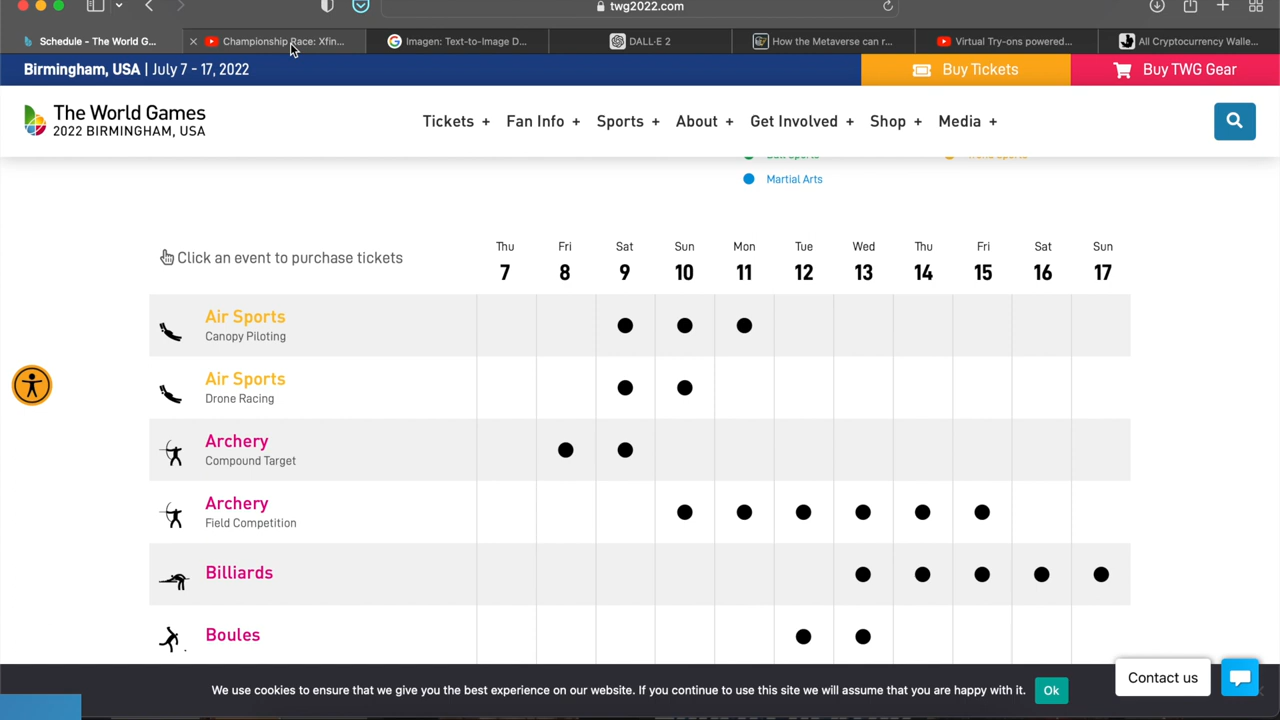 twg2022.com
Schedule - The World G...
Championship Race: Xfin...
Imagen: Text-to-Image D...
DALL·E 2
How the Metaverse can r...
Virtual Try-ons powered...
All Cryptocurrency Walle...
Birmingham, USA | July 7 - 17, 2022
Buy Tickets
Buy TWG Gear
The World Games
2022 BIRMINGHAM, USA
Tickets +
Fan Info +
Sports +
About +
Get Involved +
Shop +
Media +
Martial Arts
Click an event to purchase tickets
Thu Fri Sat Sun Mon Tue Wed Thu Fri Sat Sun
7 8 9 10 11 12 13 14 15 16 17
Air Sports
Canopy Piloting
Air Sports
Drone Racing
Archery
Compound Target
Archery
Field Competition
Billiards
Boules
We use cookies to ensure that we give you the best experience on our website. If you continue to use this site we will assume that you are happy with it.
Ok
Contact us